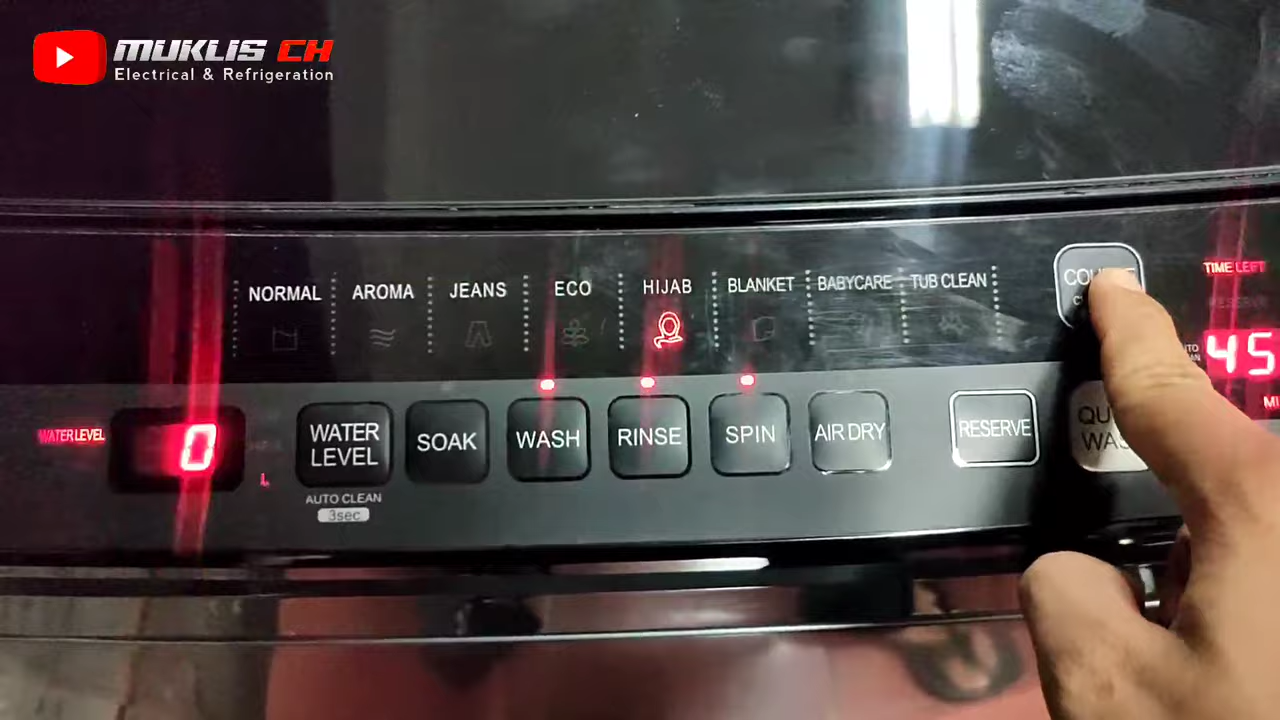 MUKLIS CH
Electrical & Refrigeration
NORMAL
AROMA
JEANS
ECO
HIJAB
BLANKET
BABYCARE
TUB CLEAN
TIME LEFT
RESERVE
45
WATER LEVEL
0
L
WATER
LEVEL
SOAK
WASH
RINSE
SPIN
AIR DRY
RESERVE
AUTO CLEAN
3sec